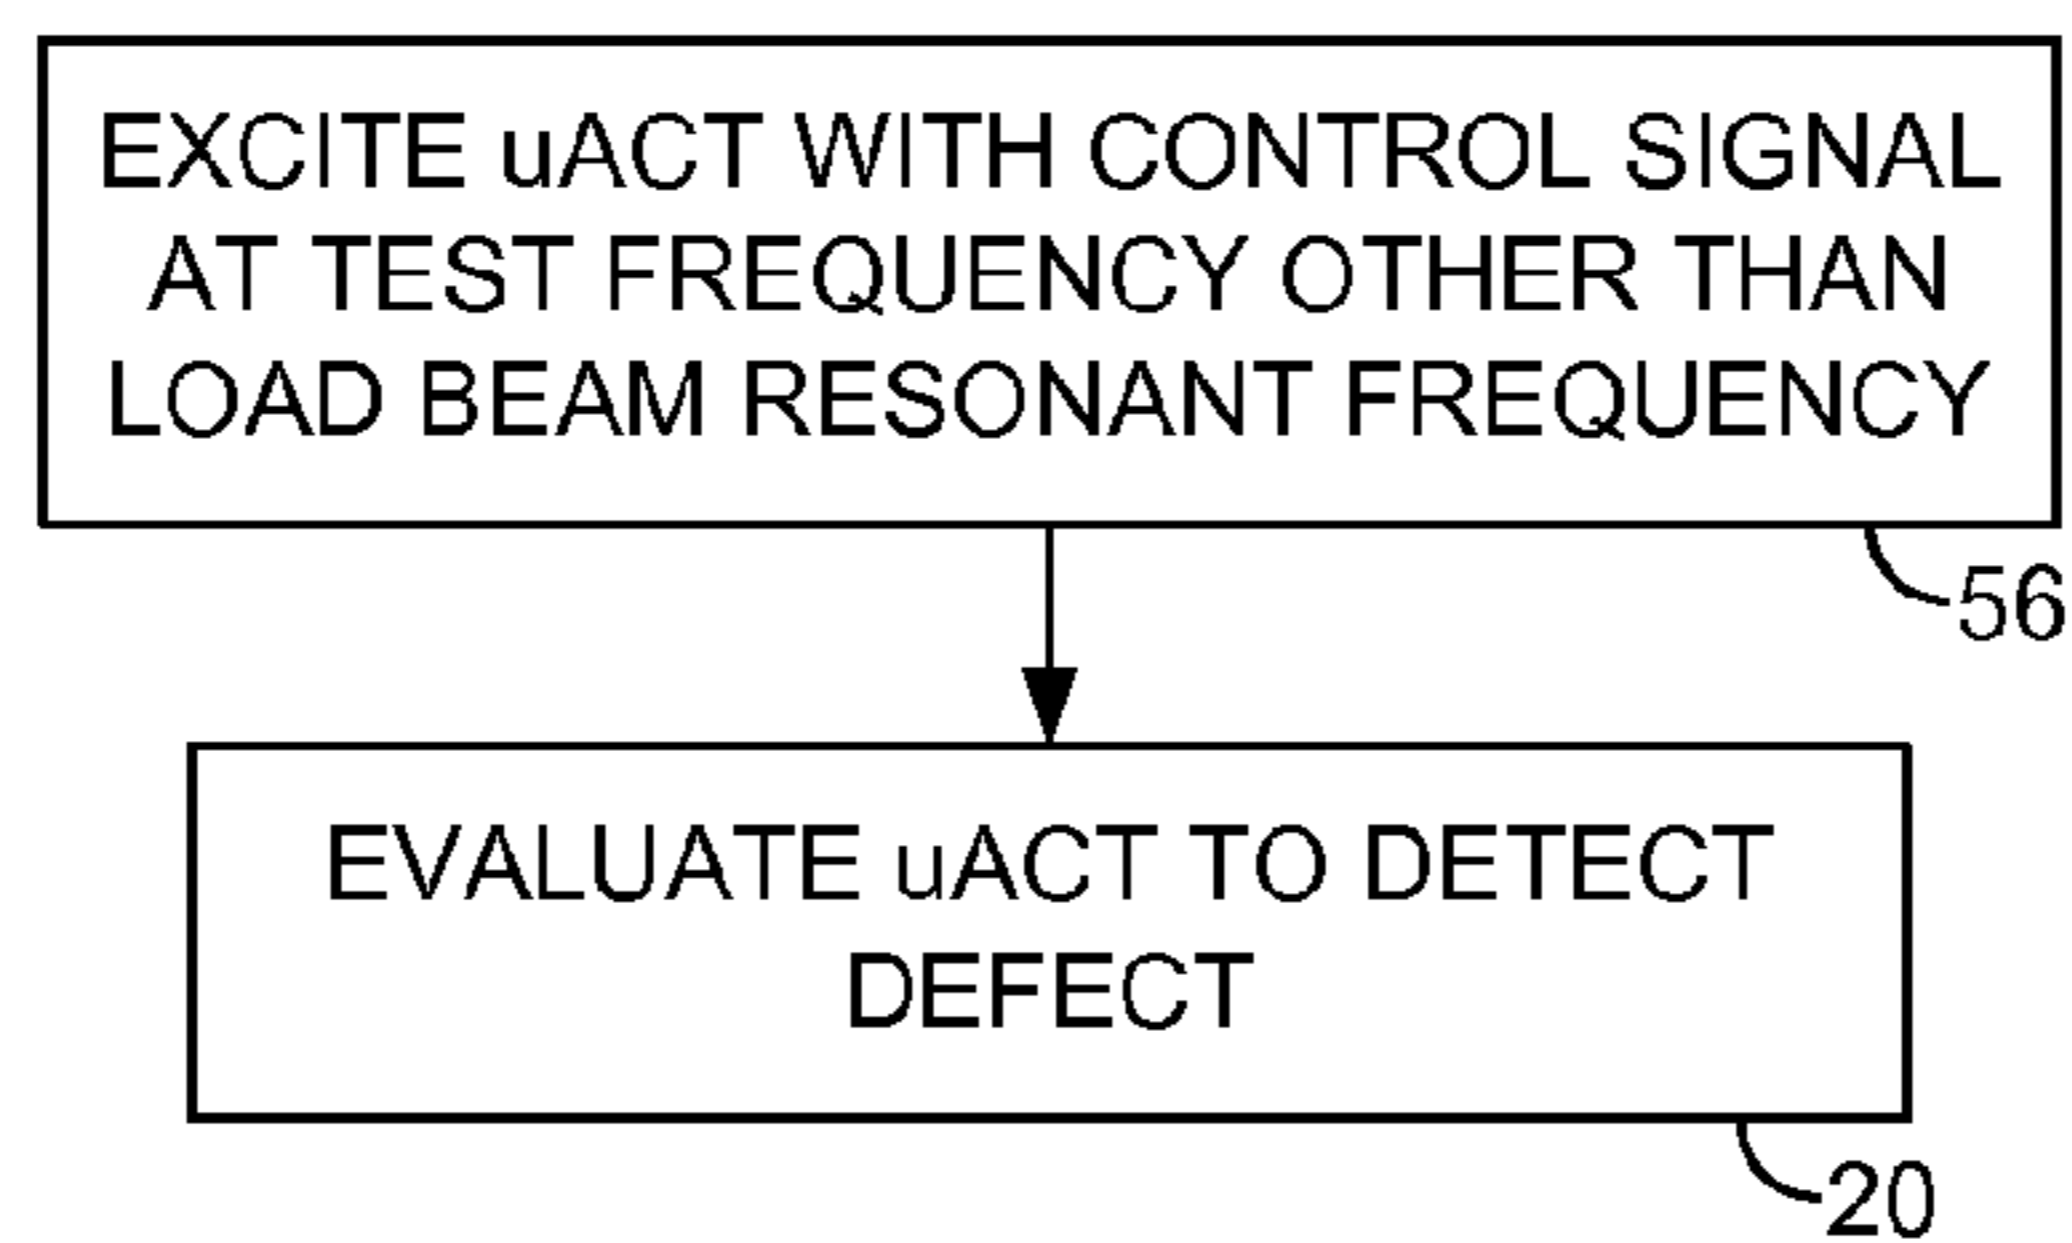 EXCITE uACT WITH CONTROL SIGNAL
AT TEST FREQUENCY OTHER THAN
LOAD BEAM RESONANT FREQUENCY
56
EVALUATE uACT TO DETECT
DEFECT
20